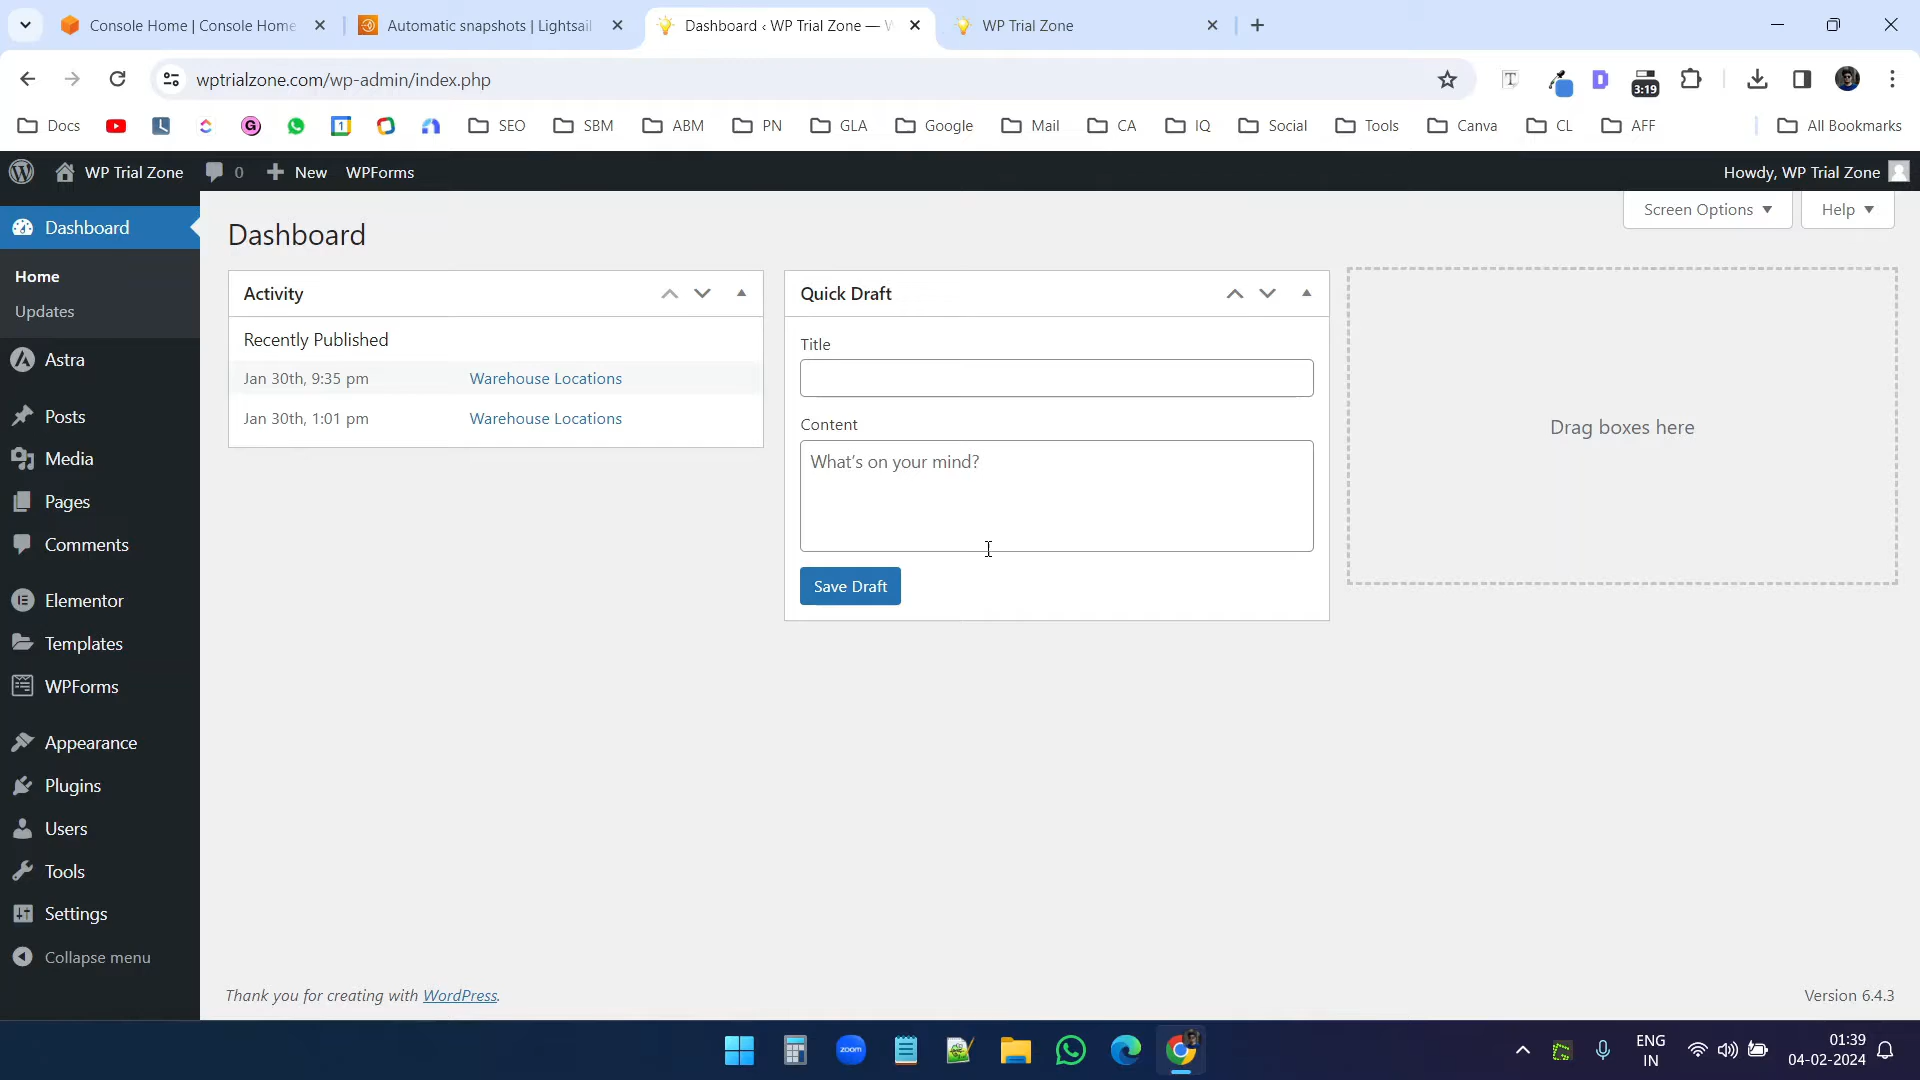 Console Home | Console Home
Automatic snapshots | Lightsail
Dashboard ‹ WP Trial Zone —
WP Trial Zone
wptrialzone.com/wp-admin/index.php
3:19
Docs
SEO
SBM
ABM
PN
GLA
Google
Mail
CA
IQ
Social
Tools
Canva
CL
AFF
All Bookmarks
WP Trial Zone
0
New
WPForms
Howdy, WP Trial Zone
Screen Options
Help
Dashboard
Home
Updates
Astra
Posts
Media
Pages
Comments
Elementor
Templates
WPForms
Appearance
Plugins
Users
Tools
Settings
Collapse menu
Dashboard
Activity
Recently Published
Jan 30th, 9:35 pm Warehouse Locations
Jan 30th, 1:01 pm Warehouse Locations
Quick Draft
Title
Content
What's on your mind?
Save Draft
Drag boxes here
Thank you for creating with WordPress.
Version 6.4.3
zoom
ENG
IN
01:39
04-02-2024